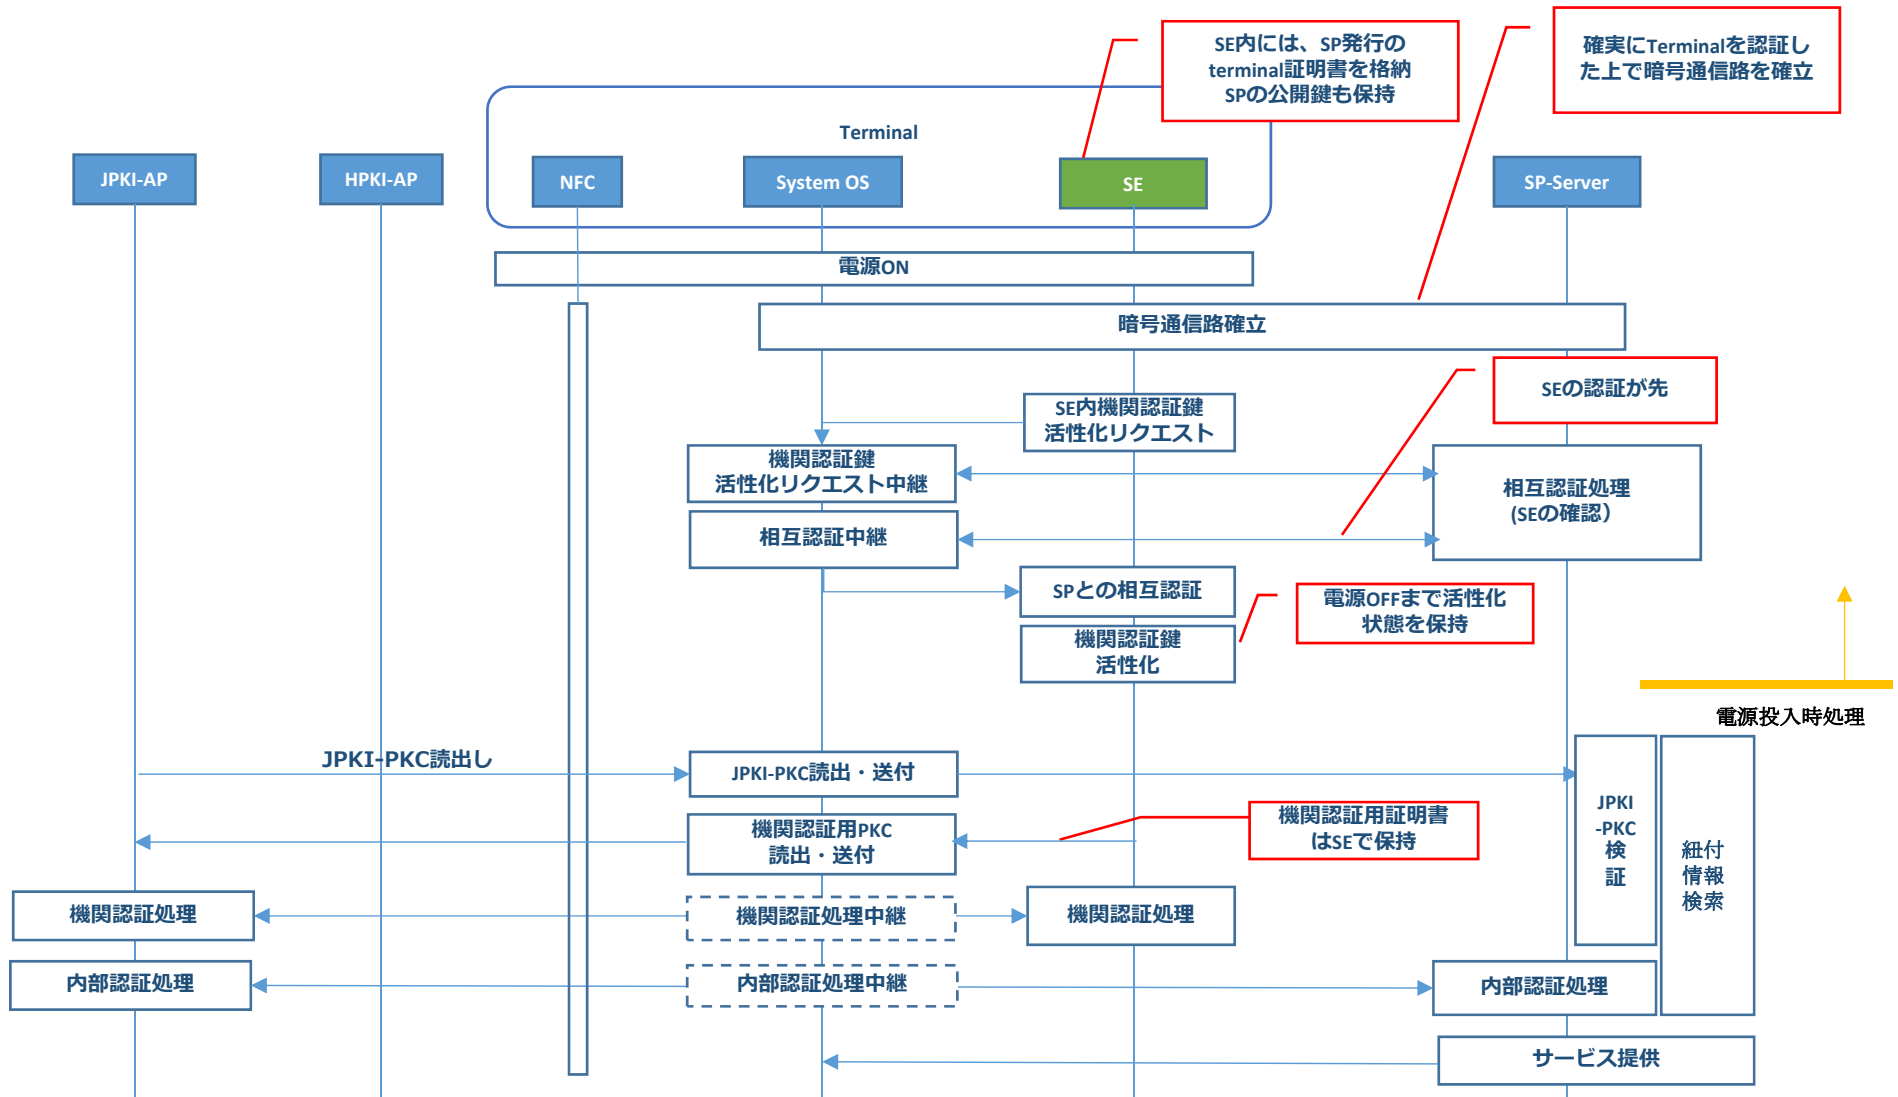 SE内には、SP発行の
terminal証明書を格納
SPの公開鍵も保持
確実にTerminalを認証し
た上で暗号通信路を確立
Terminal
JPKI-AP
HPKI-AP
NFC
System OS
SE
SP-Server
電源ON
暗号通信路確立
SEの認証が先
SE内機関認証鍵
活性化リクエスト
機関認証鍵
活性化リクエスト中継
相互認証処理
(SEの確認）
相互認証中継
SPとの相互認証
電源OFFまで活性化
状態を保持
機関認証鍵
活性化
電源投入時処理
JPKI-PKC読出し
JPKI-PKC読出・送付
JPKI
-PKC
検
証
紐付
情報
検索
機関認証用PKC
読出・送付
機関認証用証明書
はSEで保持
機関認証処理
機関認証処理中継
機関認証処理
内部認証処理
内部認証処理中継
内部認証処理
サービス提供